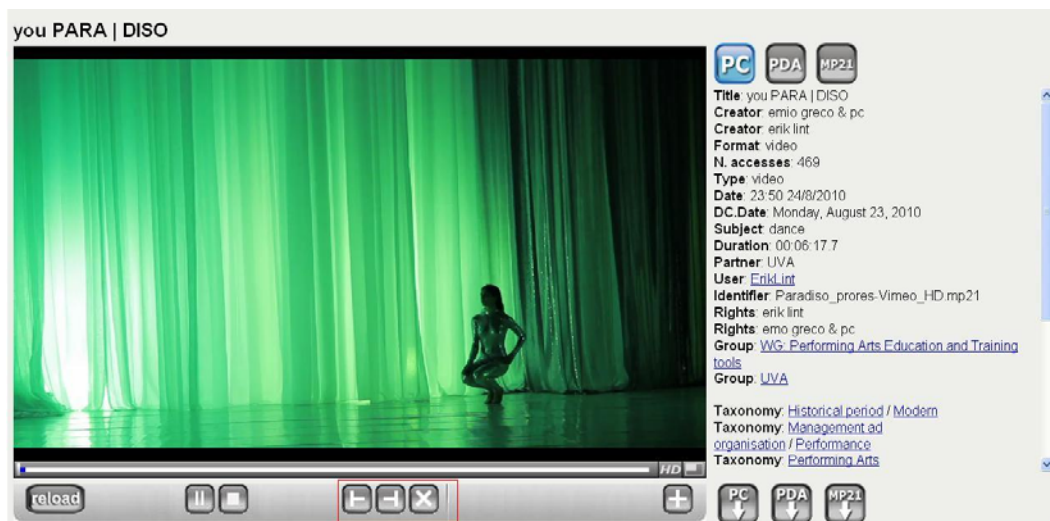 you PARA | DISO
PC PDA MP21
Title: you PARA | DISO
Creator: emio greco & pc
Creator: erik lint
Format: video
N. accesses: 469
Type: video
Date: 23:50 24/8/2010
DC.Date: Monday, August 23, 2010
Subject: dance
Duration: 00:06:17.7
Partner: UVA
User: ErikLint
Identifier: Paradiso_prores-Vimeo_HD.mp21
Rights: erik lint
Rights: emo greco & pc
Group: WG: Performing Arts Education and Training
tools
Group: UVA
Taxonomy: Historical period / Modern
Taxonomy: Management ad
organisation / Performance
Taxonomy: Performing Arts
HD
reload
PC PDA MP21